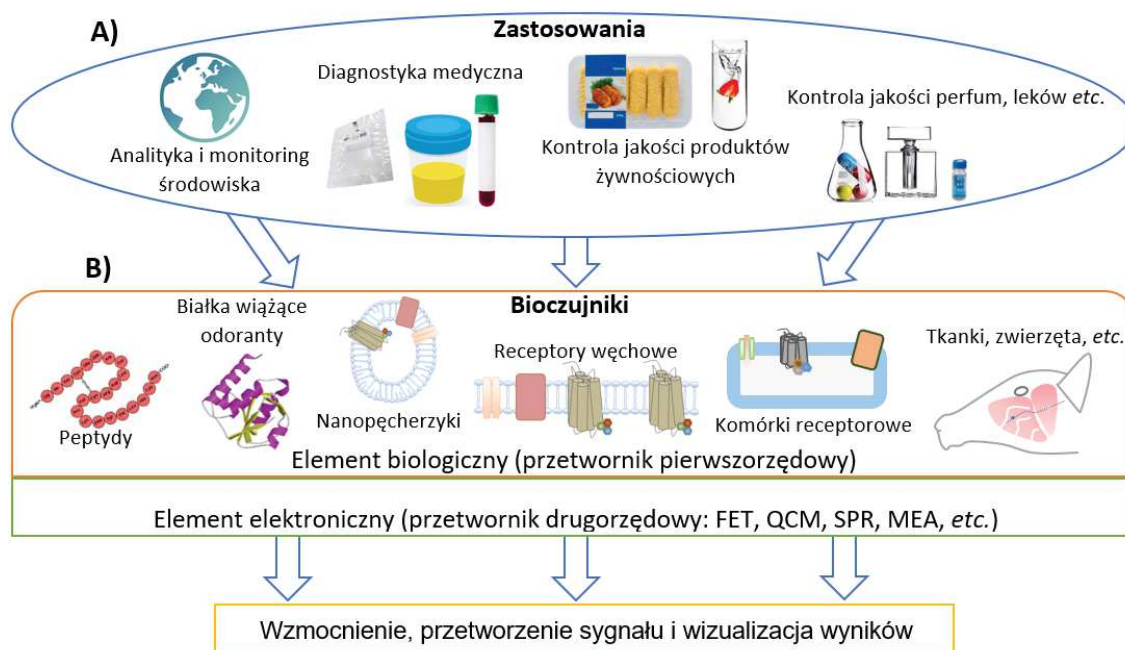 A)
Zastosowania
Analityka i monitoring
środowiska
Diagnostyka medyczna
Kontrola jakości produktów
żywnościowych
Kontrola jakości perfum, leków etc.
B)
Bioczujniki
Peptydy
Białka wiążące
odoranty
Nanopęcherzyki
Receptory węchowe
Komórki receptorowe
Tkanki, zwierzęta, etc.
Element biologiczny (przetwornik pierwszorzędowy)
Element elektroniczny (przetwornik drugorzędowy: FET, QCM, SPR, MEA, etc.)
Wzmocnienie, przetworzenie sygnału i wizualizacja wyników